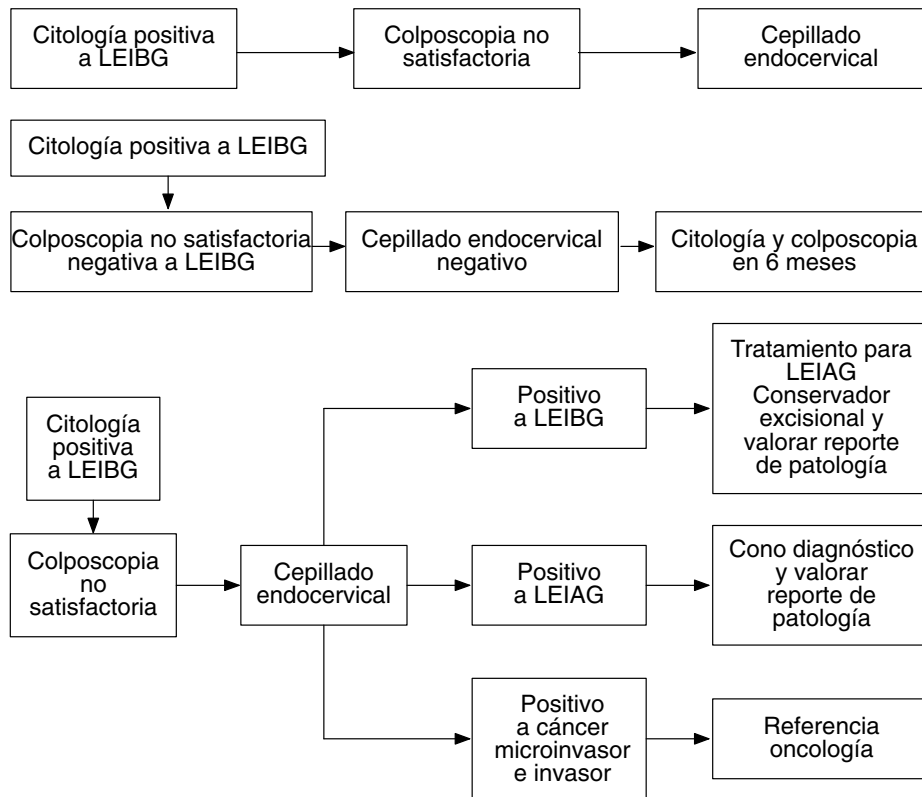 Citología positiva
a LEIBG
Colposcopia no
satisfactoria
Cepillado
endocervical
Citología positiva a LEIBG
Colposcopia no satisfactoria
negativa a LEIBG
Cepillado endocervical
negativo
Citología y colposcopia
en 6 meses
Citología
positiva
a LEIBG
Colposcopia
no
satisfactoria
Cepillado
endocervical
Positivo
a LEIBG
Tratamiento para
LEIAG
Conservador
excisional y
valorar reporte
de patología
Positivo
a LEIAG
Cono diagnóstico
y valorar
reporte de
patología
Positivo
a cáncer
microinvasor
e invasor
Referencia
oncología